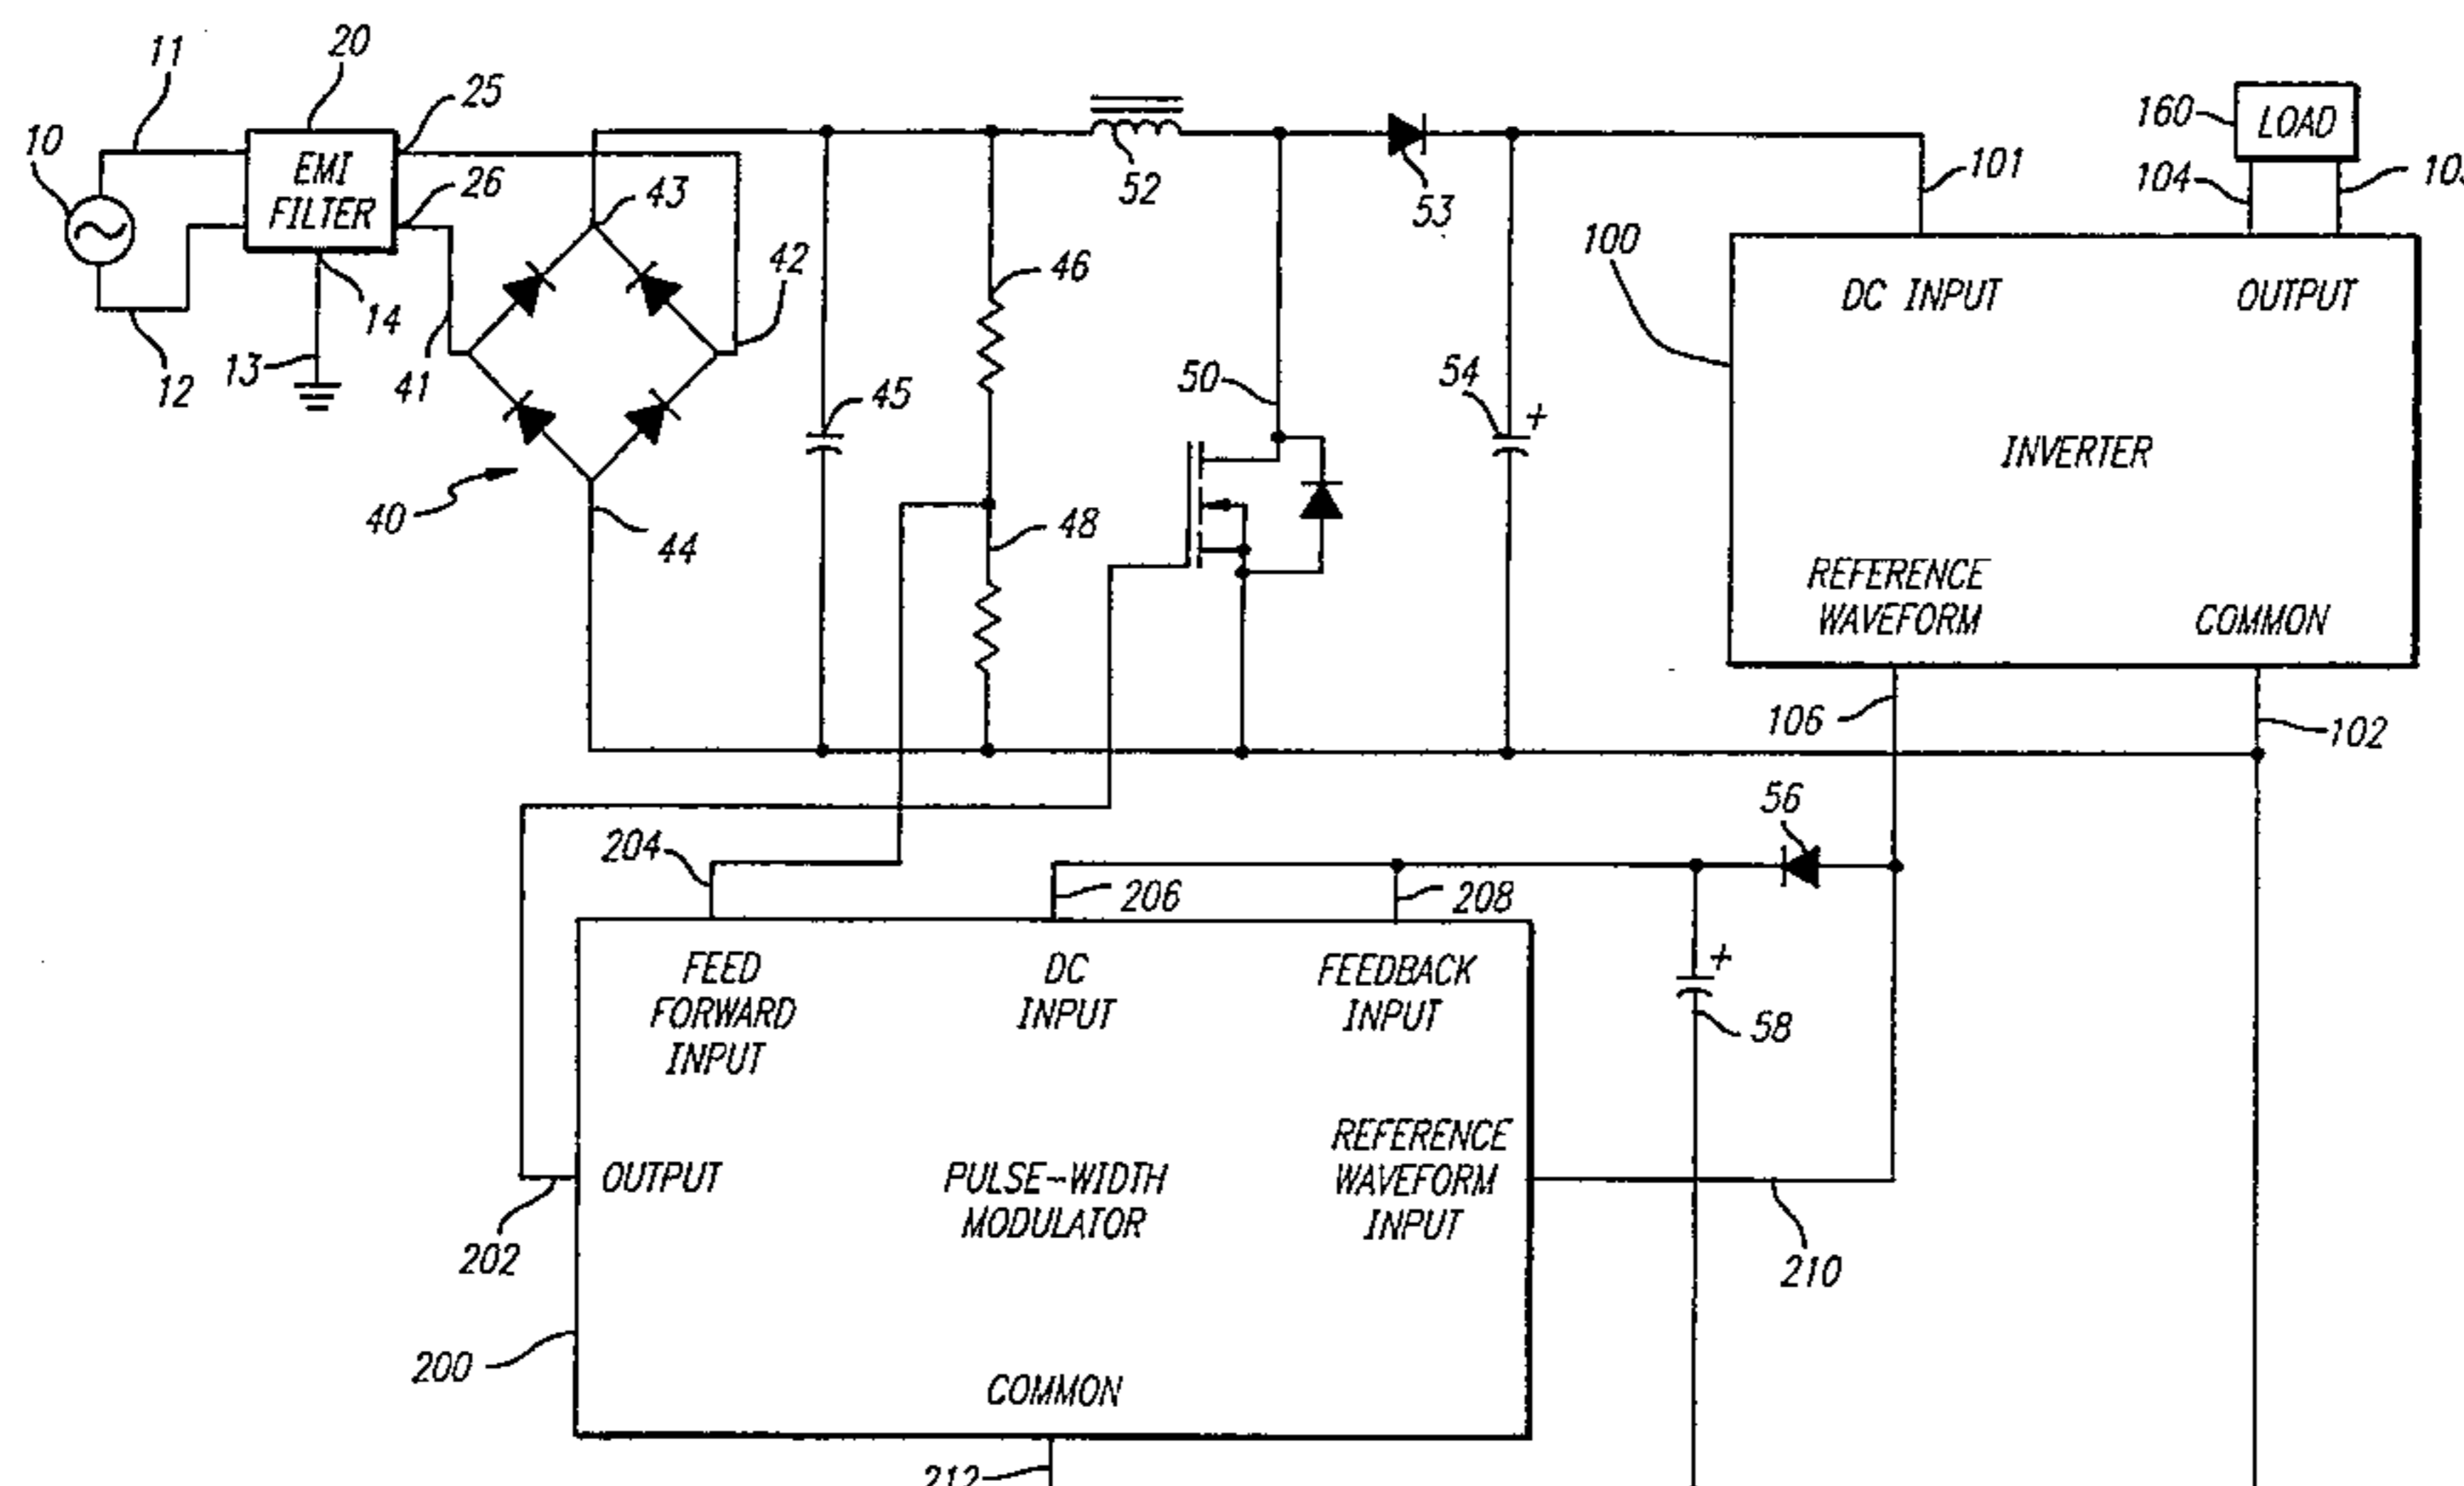 11
20
25
10
EMI
FILTER
26
43
42
14
13
12
41
40
44
45
46
48
52
50
53
54
+
101
160
LOAD
104
100
DC INPUT
OUTPUT
INVERTER
REFERENCE
WAVEFORM
COMMON
106
102
56
204
206
208
+
58
FEED
FORWARD
INPUT
DC
INPUT
FEEDBACK
INPUT
OUTPUT
PULSE-WIDTH
MODULATOR
REFERENCE
WAVEFORM
INPUT
202
210
200
COMMON
212